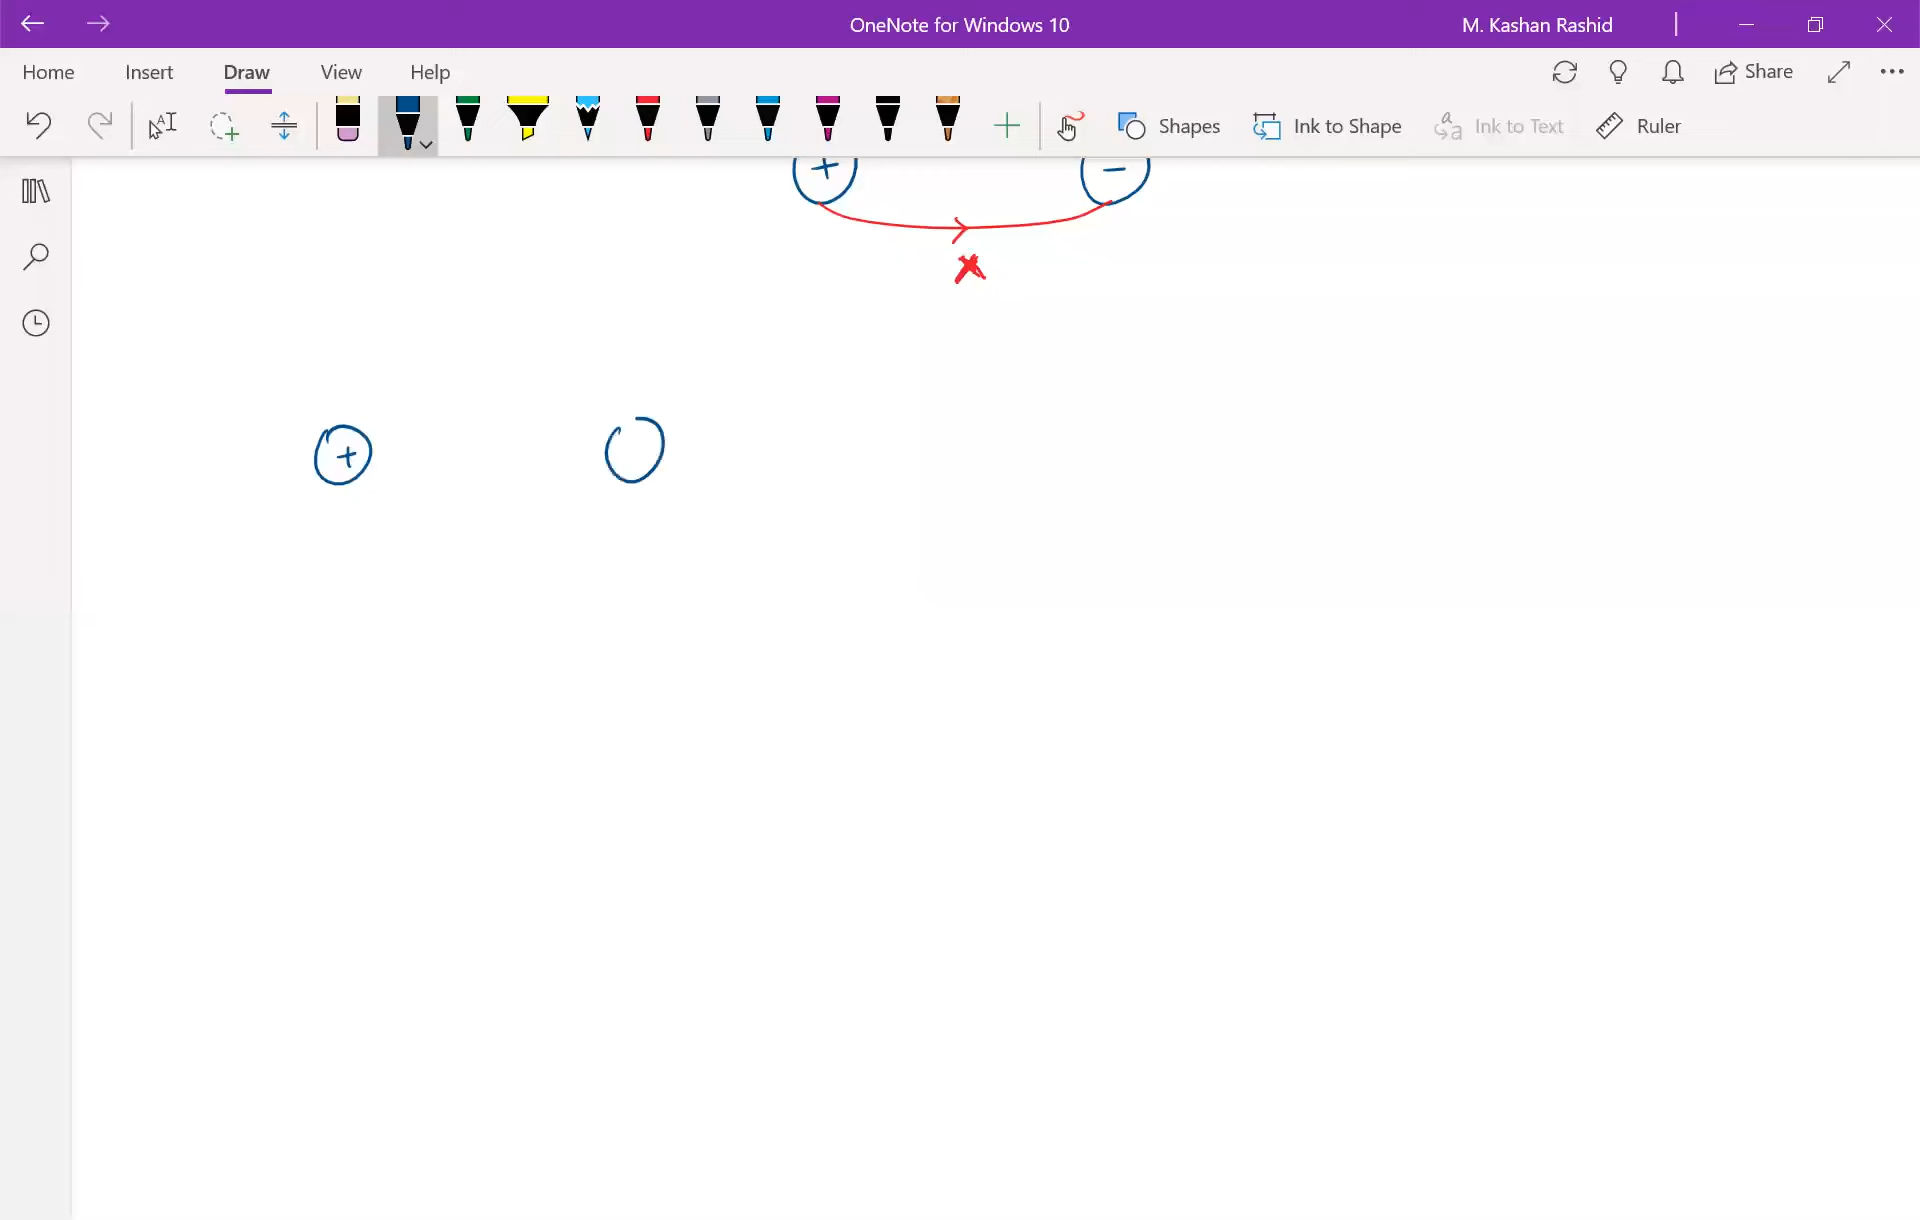 OneNote for Windows 10
M. Kashan Rashid
Home Insert Draw View Help
Share
Shapes Ink to Shape Ink to Text Ruler
+ −
+